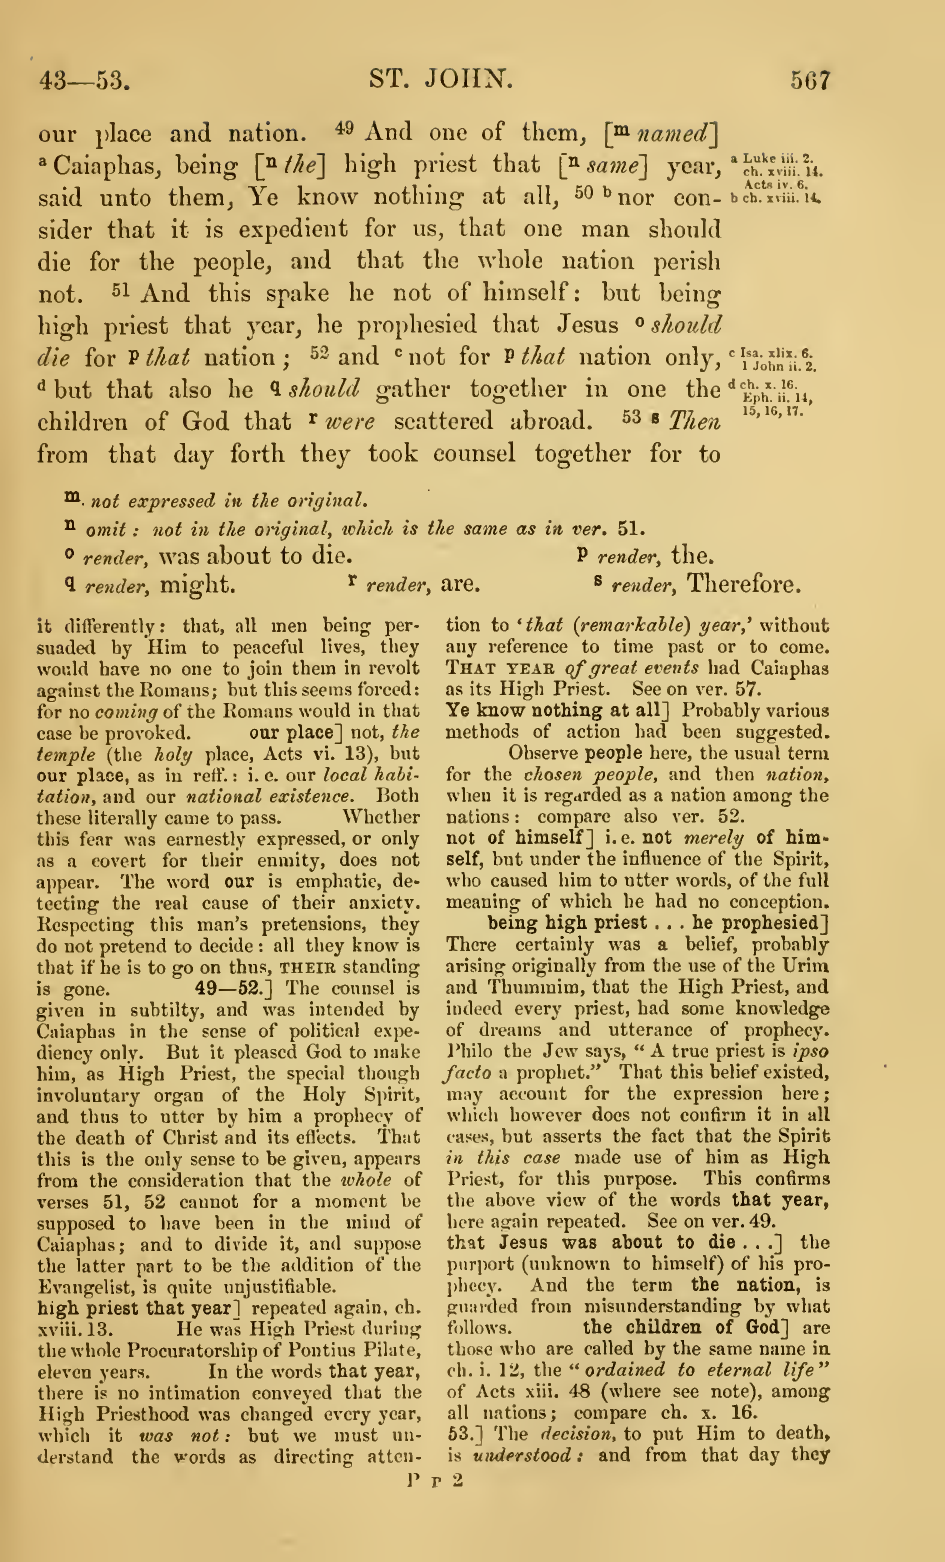 43—53. ST. JOHN. 567
our place and nation. 49 And one of them, [m named]
a Caiaphas, being [n the] high priest that [n same] year,
said unto them, Ye know nothing at all, 50 b nor con-
sider that it is expedient for us, that one man should
die for the people, and that the whole nation perish
not. 51 And this spake he not of himself: but being
high priest that year, he prophesied that Jesus o should
die for p that nation; 52 and c not for p that nation only,
d but that also he q should gather together in one the
children of God that r were scattered abroad. 53 s Then
from that day forth they took counsel together for to
a Luke iii. 2.
ch. xviii. 14.
Acts iv. 6.
b ch. xviii. 14.
c Isa. xlix. 6.
1 John ii. 2.
d ch. x. 16.
Eph. ii. 14,
15, 16, 17.
m. not expressed in the original.
n omit: not in the original, which is the same as in ver. 51.
o render, was about to die. p render, the.
q render, might. r render, are. s render, Therefore.
it differently: that, all men being per-
suaded by Him to peaceful lives, they
would have no one to join them in revolt
against the Romans; but this seems forced:
for no coming of the Romans would in that
case be provoked. our place] not, the
temple (the holy place, Acts vi. 13), but
our place, as in reff.: i. e. our local habi-
tation, and our national existence. Both
these literally came to pass. Whether
this fear was earnestly expressed, or only
as a covert for their enmity, does not
appear. The word our is emphatic, de-
tecting the real cause of their anxiety.
Respecting this man's pretensions, they
do not pretend to decide: all they know is
that if he is to go on thus, THEIR standing
is gone. 49—52.] The counsel is
given in subtilty, and was intended by
Caiaphas in the sense of political expe-
diency only. But it pleased God to make
him, as High Priest, the special though
involuntary organ of the Holy Spirit,
and thus to utter by him a prophecy of
the death of Christ and its effects. That
this is the only sense to be given, appears
from the consideration that the whole of
verses 51, 52 cannot for a moment be
supposed to have been in the mind of
Caiaphas; and to divide it, and suppose
the latter part to be the addition of the
Evangelist, is quite unjustifiable.
high priest that year] repeated again, ch.
xviii. 13. He was High Priest during
the whole Procuratorship of Pontius Pilate,
eleven years. In the words that year,
there is no intimation conveyed that the
High Priesthood was changed every year,
which it was not: but we must un-
derstand the words as directing atten-
tion to 'that (remarkable) year,' without
any reference to time past or to come.
THAT YEAR of great events had Caiaphas
as its High Priest. See on ver. 57.
Ye know nothing at all] Probably various
methods of action had been suggested.
Observe people here, the usual term
for the chosen people, and then nation,
when it is regarded as a nation among the
nations: compare also ver. 52.
not of himself] i. e. not merely of him-
self, but under the influence of the Spirit,
who caused him to utter words, of the full
meaning of which he had no conception.
being high priest . . . he prophesied]
There certainly was a belief, probably
arising originally from the use of the Urim
and Thummim, that the High Priest, and
indeed every priest, had some knowledge
of dreams and utterance of prophecy.
Philo the Jew says, “ A true priest is ipso
facto a prophet.” That this belief existed,
may account for the expression here;
which however does not confirm it in all
cases, but asserts the fact that the Spirit
in this case made use of him as High
Priest, for this purpose. This confirms
the above view of the words that year,
here again repeated. See on ver. 49.
that Jesus was about to die . . .] the
purport (unknown to himself) of his pro-
phecy. And the term the nation, is
guarded from misunderstanding by what
follows. the children of God] are
those who are called by the same name in
ch. i. 12, the “ ordained to eternal life ”
of Acts xiii. 48 (where see note), among
all nations; compare ch. x. 16.
53.] The decision, to put Him to death,
is understood: and from that day they
P P 2